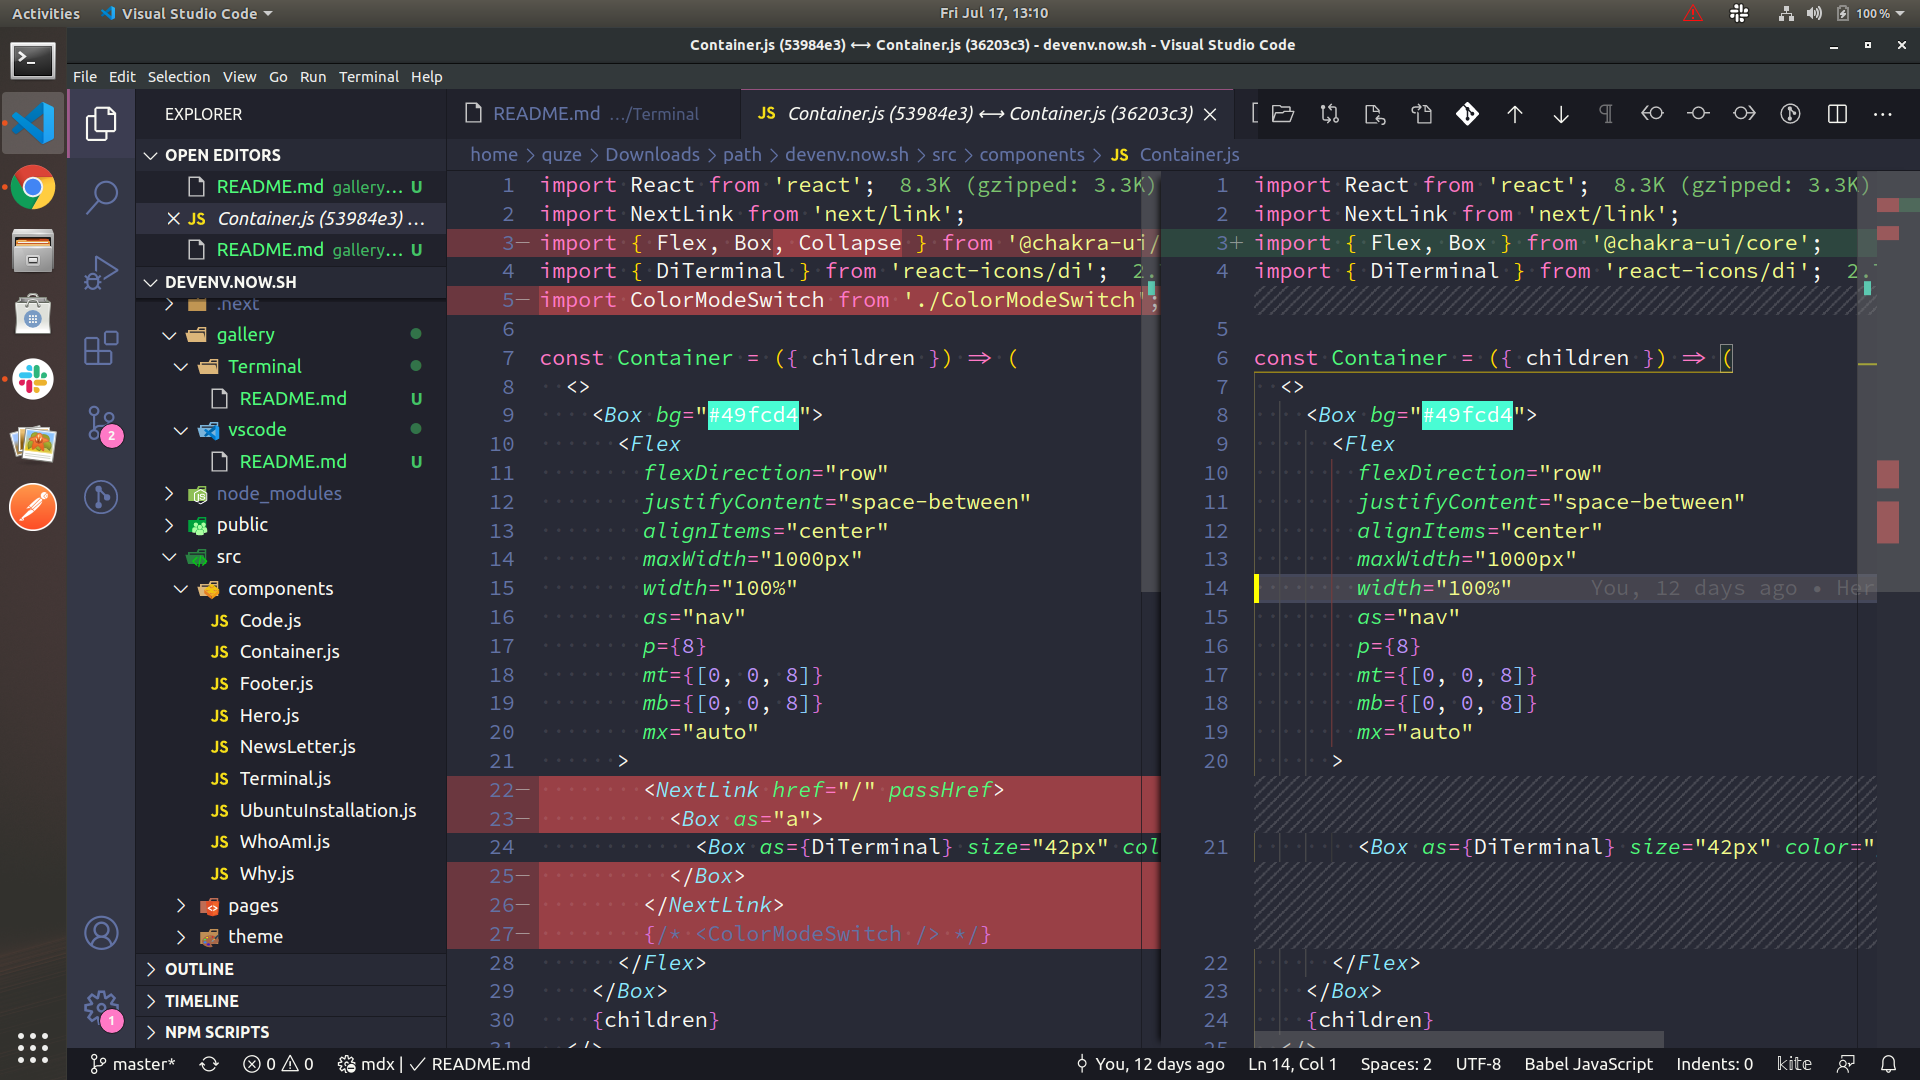 Activities
Visual Studio Code
Fri Jul 17, 13:10
100 %
Container.js (53984e3) ⟷ Container.js (36203c3) - devenv.now.sh - Visual Studio Code
File Edit Selection View Go Run Terminal Help
EXPLORER
OPEN EDITORS
README.md gallery... U
JS Container.js (53984e3) ...
README.md gallery... U
DEVENV.NOW.SH
.next
gallery
Terminal
README.md U
vscode
README.md U
node_modules
public
src
components
JS Code.js
JS Container.js
JS Footer.js
JS Hero.js
JS NewsLetter.js
JS Terminal.js
JS UbuntuInstallation.js
JS WhoAmI.js
JS Why.js
pages
theme
OUTLINE
TIMELINE
NPM SCRIPTS
2
1
README.md .../Terminal
JS Container.js (53984e3) ⟷ Container.js (36203c3)
home > quze > Downloads > path > devenv.now.sh > src > components > JS Container.js
1 import React from 'react'; 8.3K (gzipped: 3.3K)
2 import NextLink from 'next/link';
3— import { Flex, Box, Collapse } from '@chakra-ui/
4 import { DiTerminal } from 'react-icons/di'; 2.
5— import ColorModeSwitch from './ColorModeSwitch';
6
7 const Container = ({ children }) => (
8 <>
9 <Box bg="#49fcd4">
10 <Flex
11 flexDirection="row"
12 justifyContent="space-between"
13 alignItems="center"
14 maxWidth="1000px"
15 width="100%"
16 as="nav"
17 p={8}
18 mt={[0, 0, 8]}
19 mb={[0, 0, 8]}
20 mx="auto"
21 >
22— <NextLink href="/" passHref>
23— <Box as="a">
24 <Box as={DiTerminal} size="42px" col
25— </Box>
26— </NextLink>
27— {/* <ColorModeSwitch /> */}
28 </Flex>
29 </Box>
30 {children}
31 </>
1 import React from 'react'; 8.3K (gzipped: 3.3K)
2 import NextLink from 'next/link';
3+ import { Flex, Box } from '@chakra-ui/core';
4 import { DiTerminal } from 'react-icons/di'; 2.
5
6 const Container = ({ children }) => (
7 <>
8 <Box bg="#49fcd4">
9 <Flex
10 flexDirection="row"
11 justifyContent="space-between"
12 alignItems="center"
13 maxWidth="1000px"
14 width="100%" You, 12 days ago • Her
15 as="nav"
16 p={8}
17 mt={[0, 0, 8]}
18 mb={[0, 0, 8]}
19 mx="auto"
20 >
21 <Box as={DiTerminal} size="42px" color="
22 </Flex>
23 </Box>
24 {children}
25 </>
master* 0 0 mdx | ✓ README.md
You, 12 days ago Ln 14, Col 1 Spaces: 2 UTF-8 Babel JavaScript Indents: 0 kite